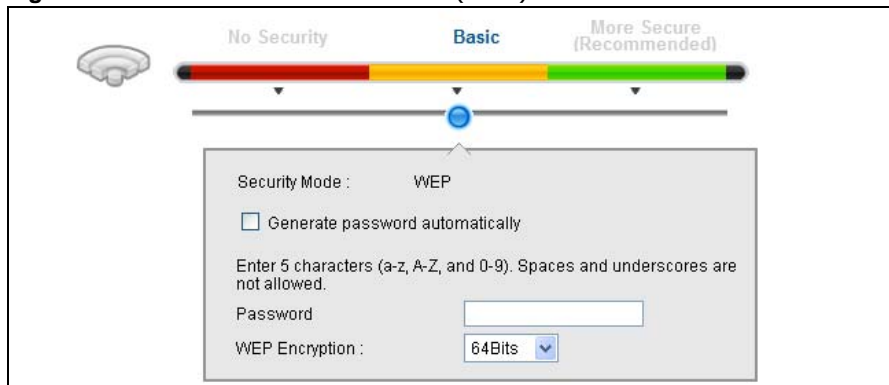 No Security
Basic
More Secure
(Recommended)
Security Mode :
WEP
Generate password automatically
Enter 5 characters (a-z, A-Z, and 0-9). Spaces and underscores are
not allowed.
Password
WEP Encryption :
64Bits